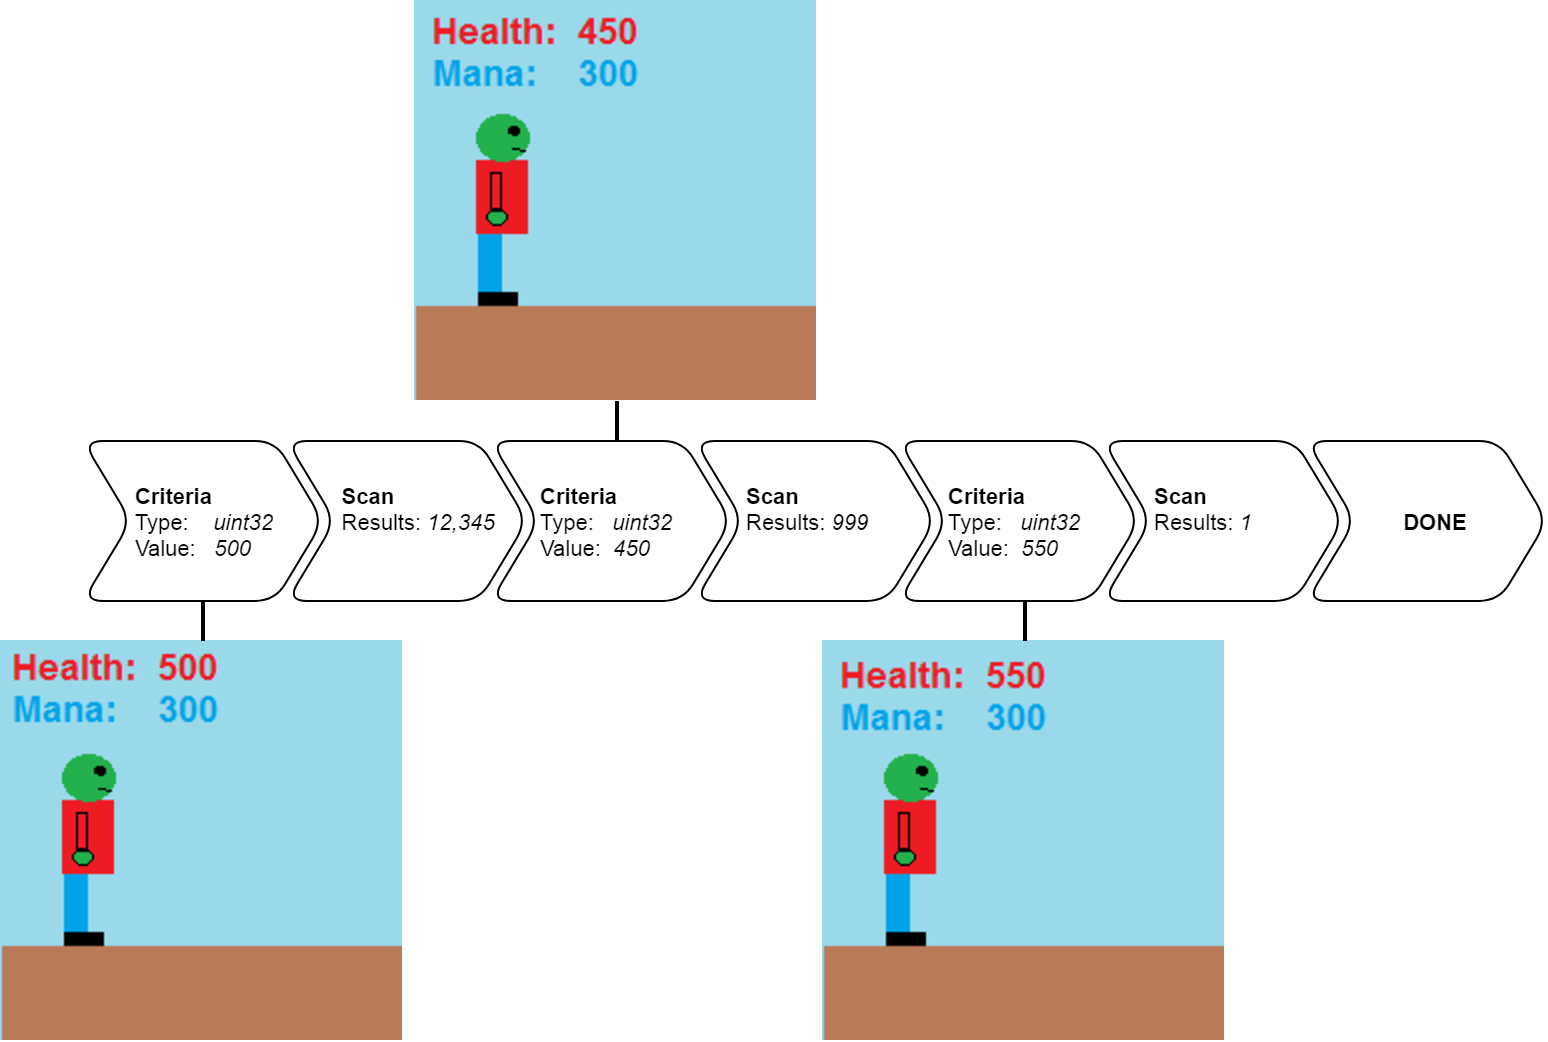 Health: 450
Mana: 300
Criteria
Type: uint32
Value: 500
Scan
Results: 12,345
Criteria
Type: uint32
Value: 450
Scan
Results: 999
Criteria
Type: uint32
Value: 550
Scan
Results: 1
DONE
Health: 500
Mana: 300
Health: 550
Mana: 300